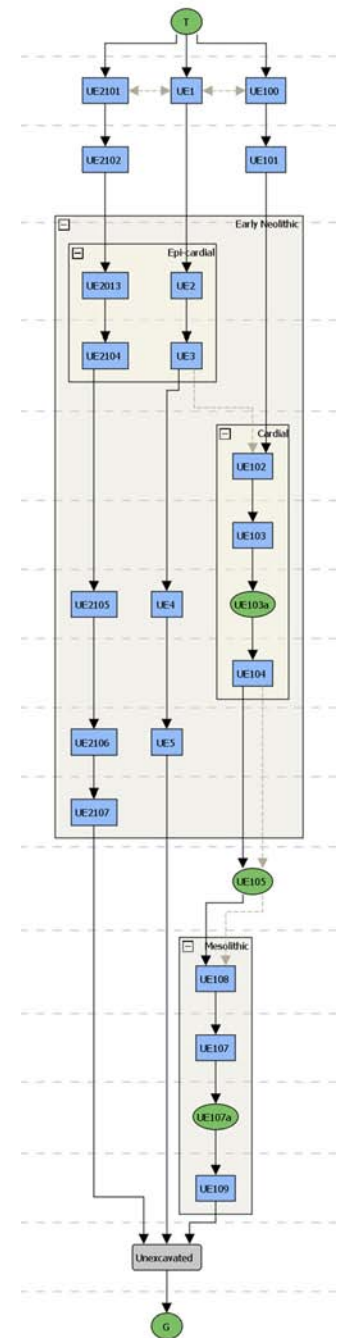 T
UE2101 UE1 UE100
UE2102 UE101
Early Neolithic
Epi-cardial
UE2013 UE2
UE2104 UE3
Cardial
UE102
UE103
UE2105 UE4 UE103a
UE104
UE2106 UE5
UE2107
UE105
Mesolithic
UE108
UE107
UE107a
UE109
Unexcavated
G